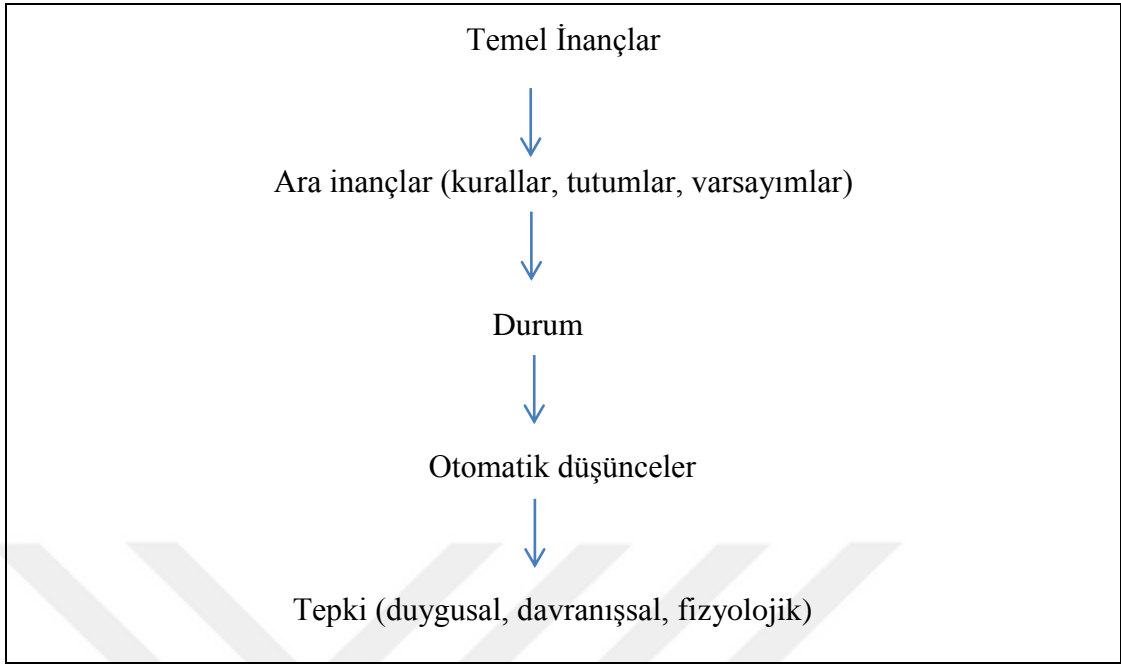 Temel İnançlar
Ara inançlar (kurallar, tutumlar, varsayımlar)
Durum
Otomatik düşünceler
Tepki (duygusal, davranışsal, fizyolojik)